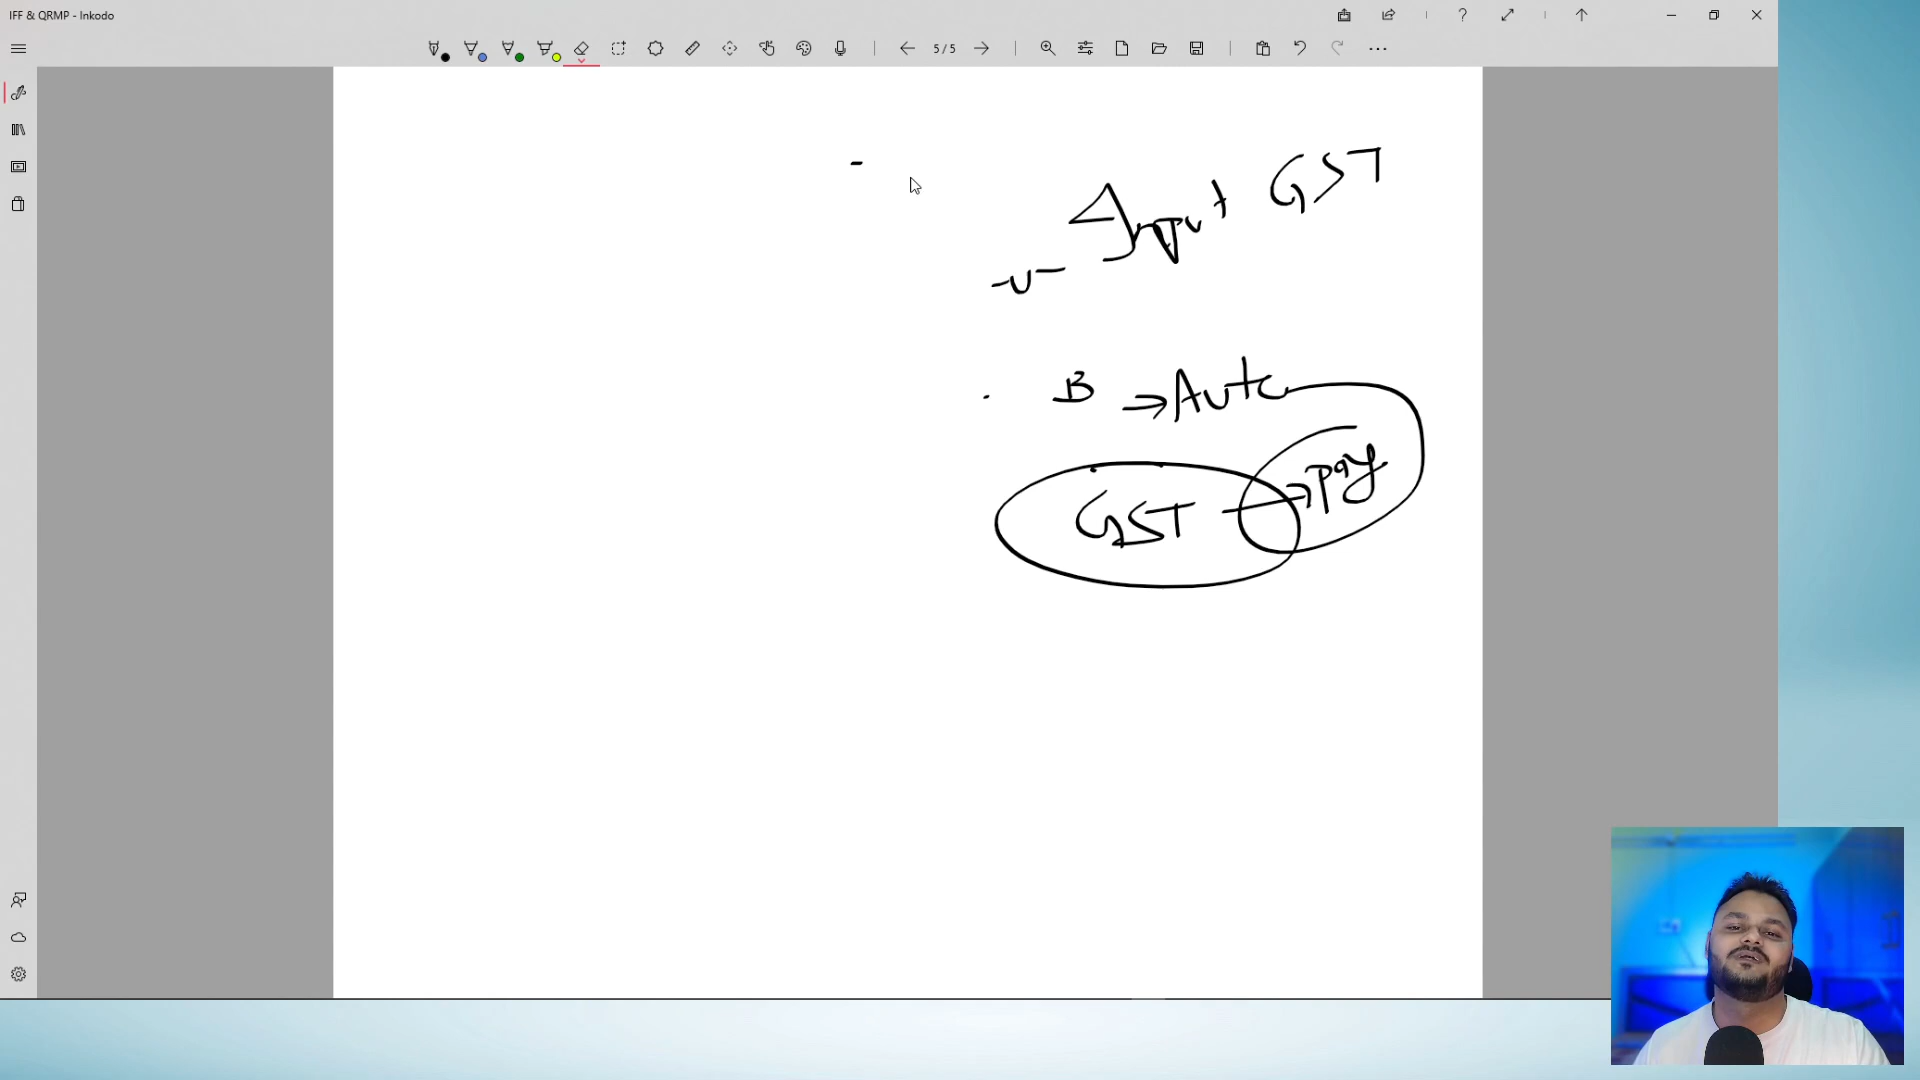 IFF & QRMP - Inkodo
5/5
Input GST
B → Auto
GST → Pay